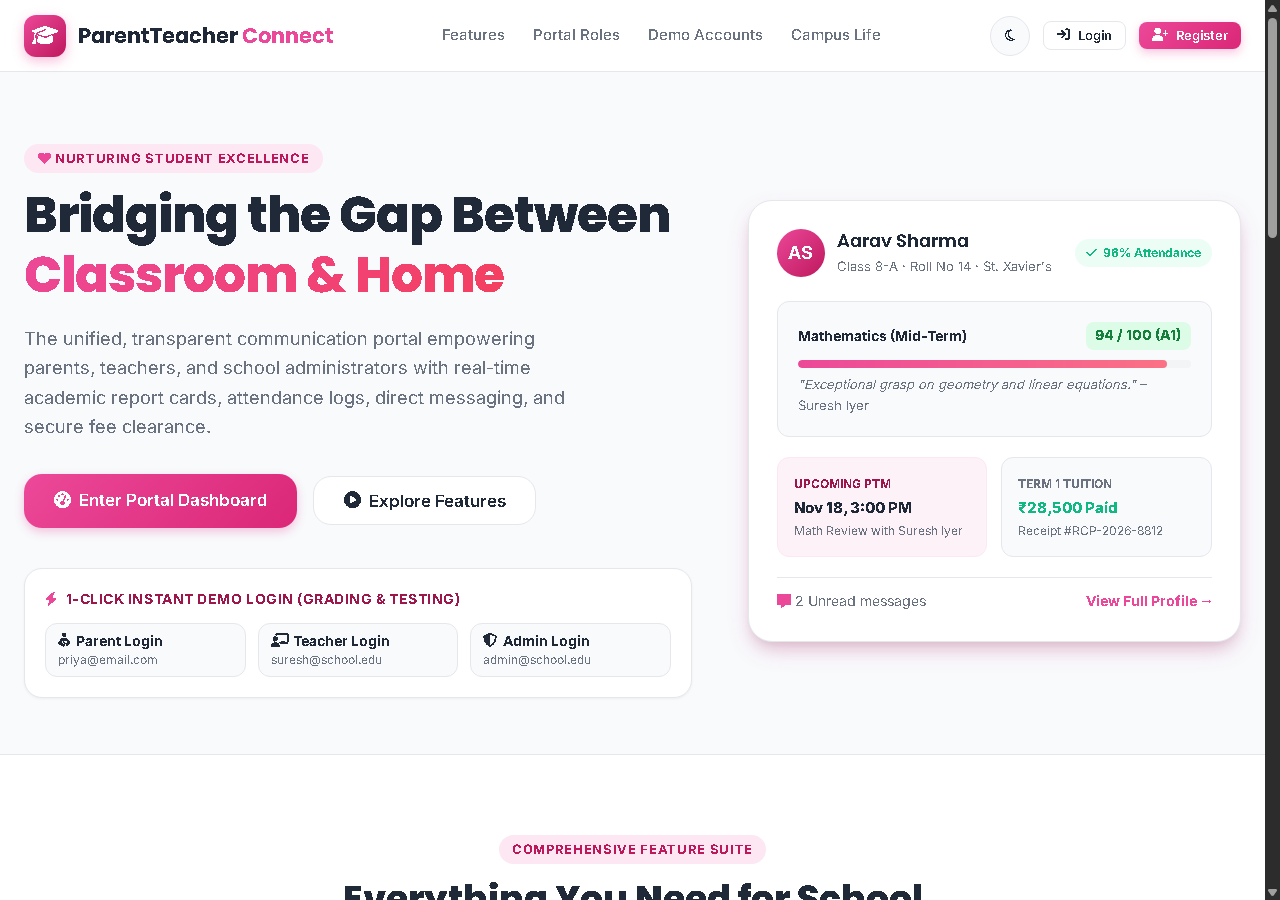 ParentTeacher Connect
Features
Portal Roles
Demo Accounts
Campus Life
Login
Register
NURTURING STUDENT EXCELLENCE
Bridging the Gap Between
Classroom & Home
The unified, transparent communication portal empowering
parents, teachers, and school administrators with real-time
academic report cards, attendance logs, direct messaging, and
secure fee clearance.
Enter Portal Dashboard
Explore Features
1-CLICK INSTANT DEMO LOGIN (GRADING & TESTING)
Parent Login
priya@email.com
Teacher Login
suresh@school.edu
Admin Login
admin@school.edu
AS
Aarav Sharma
Class 8-A · Roll No 14 · St. Xavier's
96% Attendance
Mathematics (Mid-Term)
94 / 100 (A1)
"Exceptional grasp on geometry and linear equations." –
Suresh Iyer
UPCOMING PTM
Nov 18, 3:00 PM
Math Review with Suresh Iyer
TERM 1 TUITION
₹28,500 Paid
Receipt #RCP-2026-8812
2 Unread messages
View Full Profile →
COMPREHENSIVE FEATURE SUITE
Everything You Need for School